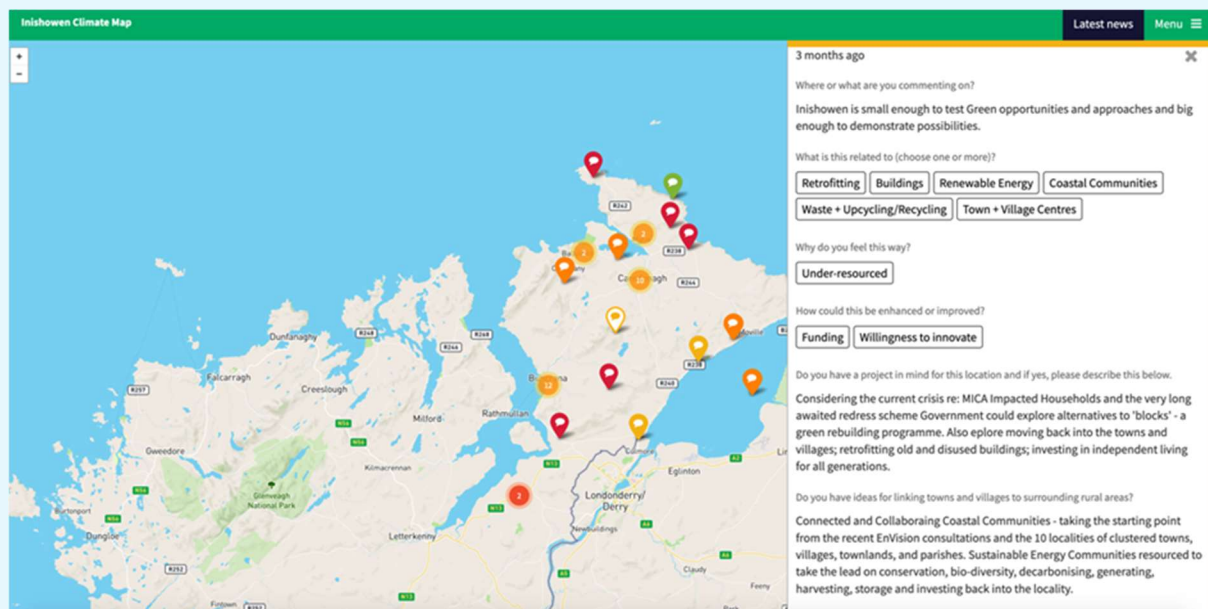 Inishowen Climate Map
Latest news
Menu
+
−
3 months ago
Where or what are you commenting on?
Inishowen is small enough to test Green opportunities and approaches and big
enough to demonstrate possibilities.
What is this related to (choose one or more)?
Retrofitting
Buildings
Renewable Energy
Coastal Communities
Waste + Upcycling/Recycling
Town + Village Centres
Why do you feel this way?
Under-resourced
How could this be enhanced or improved?
Funding
Willingness to innovate
Do you have a project in mind for this location and if yes, please describe this below.
Considering the current crisis re: MICA Impacted Households and the very long
awaited redress scheme Government could explore alternatives to 'blocks' - a
green rebuilding programme. Also eplore moving back into the towns and
villages; retrofitting old and disused buildings; investing in independent living
for all generations.
Do you have ideas for linking towns and villages to surrounding rural areas?
Connected and Collaboraing Coastal Communities - taking the starting point
from the recent EnVision consultations and the 10 localities of clustered towns,
villages, townlands, and parishes. Sustainable Energy Communities resourced to
take the lead on conservation, bio-diversity, decarbonising, generating,
harvesting, storage and investing back into the locality.
R242
2
R238
2
10
R244
Dunfanaghy
R248
R248
R246
R238
12
R240
R257
Falcarragh
Creeslough
Rathmullan
Milford
N56
N56
Gweedore
Kilmacrennan
N13
A2
Eglinton
Glenveagh
National Park
2
N13
Londonderry/
Derry
N56
Burtonport
N56
Letterkenny
Newbuildings
A6
Dungloe
A6
R252
A5
Claudy
Feeny
N13
Fintown